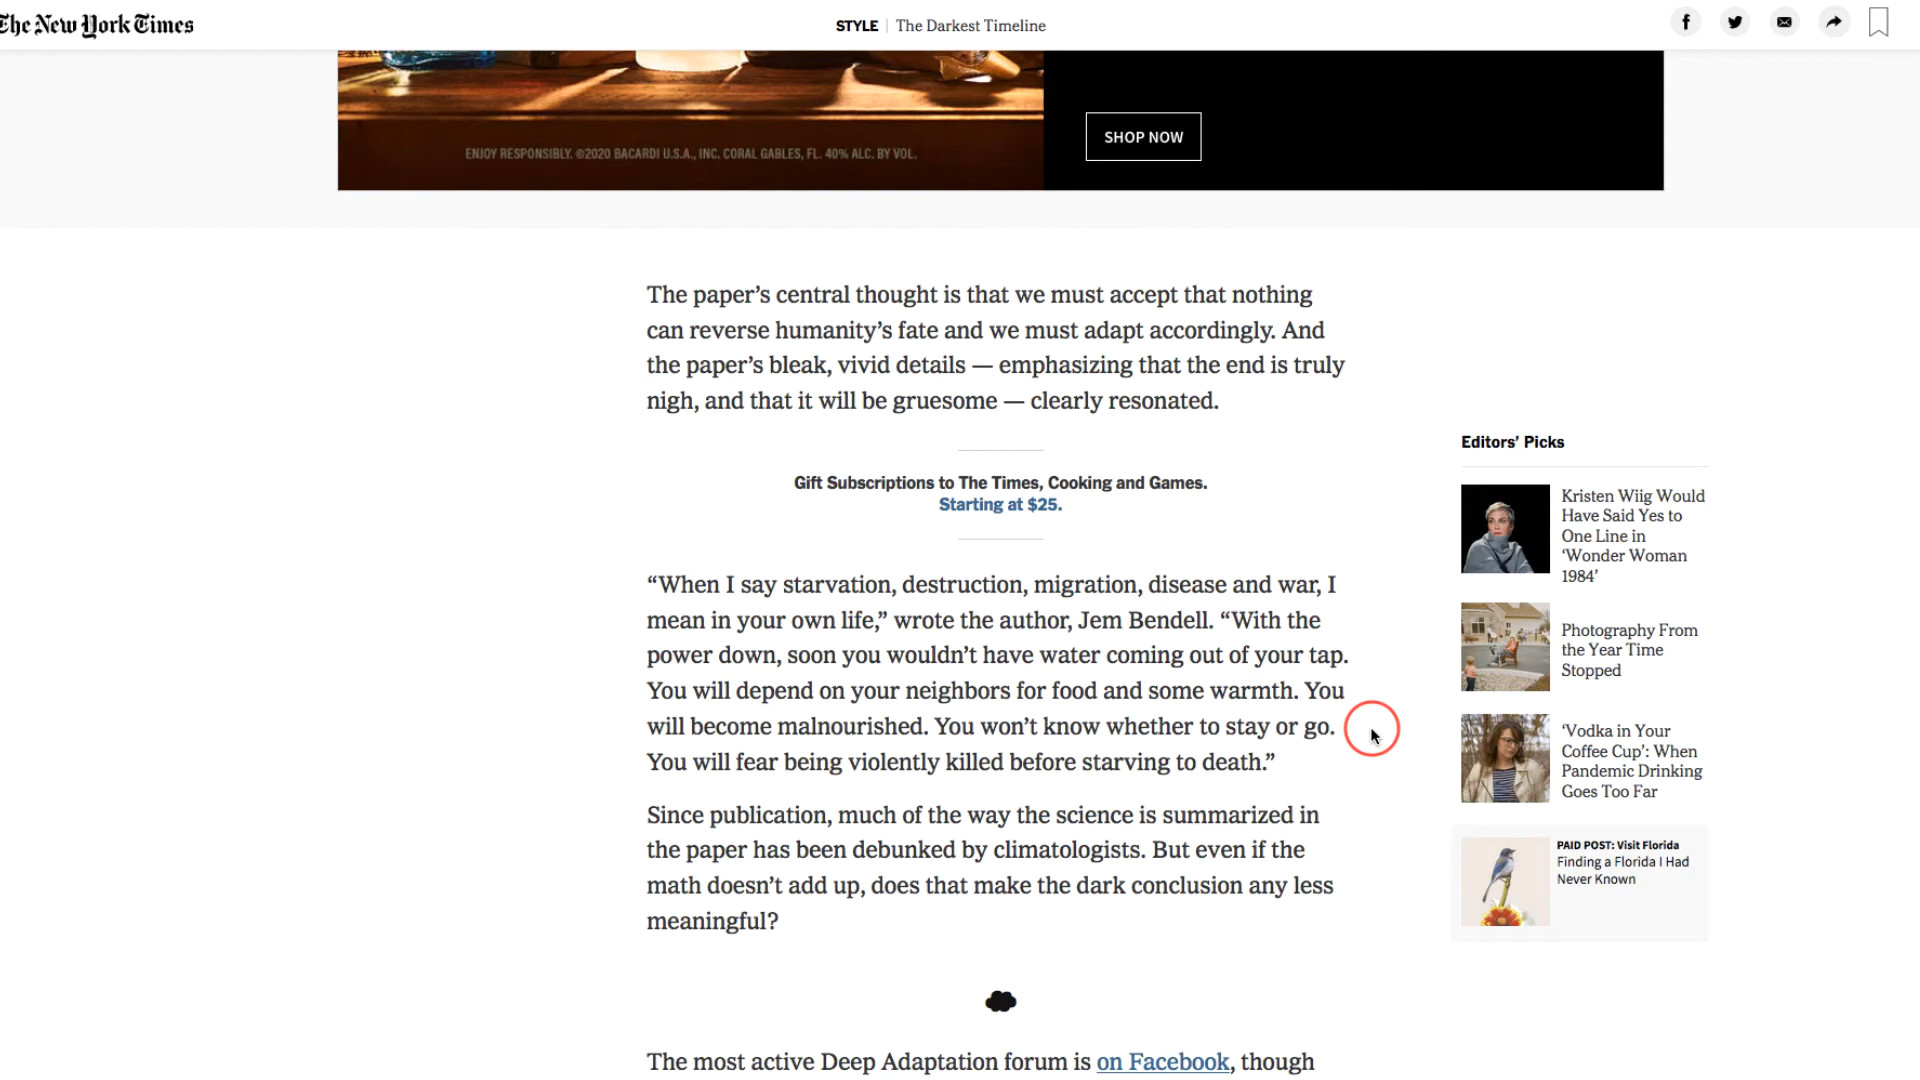 The New York Times
STYLE | The Darkest Timeline
SHOP NOW
ENJOY RESPONSIBLY. ©2020 BACARDI U.S.A., INC. CORAL GABLES, FL. 40% ALC. BY VOL.
The paper’s central thought is that we must accept that nothing
can reverse humanity’s fate and we must adapt accordingly. And
the paper’s bleak, vivid details — emphasizing that the end is truly
nigh, and that it will be gruesome — clearly resonated.
Gift Subscriptions to The Times, Cooking and Games.
Starting at $25.
“When I say starvation, destruction, migration, disease and war, I
mean in your own life,” wrote the author, Jem Bendell. “With the
power down, soon you wouldn’t have water coming out of your tap.
You will depend on your neighbors for food and some warmth. You
will become malnourished. You won’t know whether to stay or go.
You will fear being violently killed before starving to death.”
Since publication, much of the way the science is summarized in
the paper has been debunked by climatologists. But even if the
math doesn’t add up, does that make the dark conclusion any less
meaningful?
The most active Deep Adaptation forum is on Facebook, though
Editors’ Picks
Kristen Wiig Would
Have Said Yes to
One Line in
‘Wonder Woman
1984’
Photography From
the Year Time
Stopped
‘Vodka in Your
Coffee Cup’: When
Pandemic Drinking
Goes Too Far
PAID POST: Visit Florida
Finding a Florida I Had
Never Known